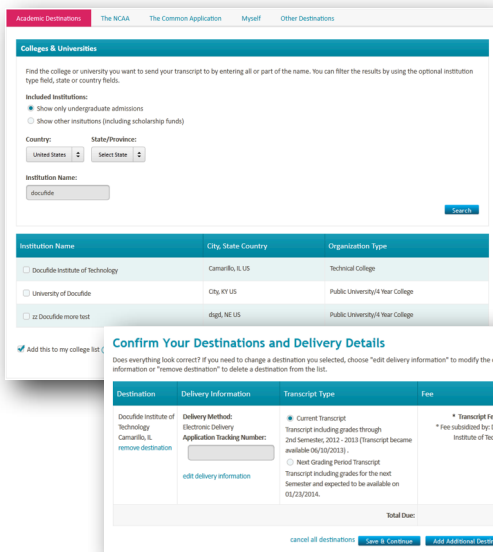 Academic Destinations The NCAA The Common Application Myself Other Destinations
Colleges & Universities
Find the college or university you want to send your transcript to by entering all or part of the name. You can filter the results by using the optional institution
type field, state or country fields.
Included Institutions:
Show only undergraduate admissions
Show other insitutions (including scholarship funds)
Country: State/Province:
United States Select State
Institution Name:
docufide
Search
Institution Name City, State Country Organization Type
Docufide Institute of Technology Camarillo, IL US Technical College
University of Docufide City, KY US Public University/4 Year College
zz Docufide more test dsgd, NE US Public University/4 Year College
Add this to my college list (
Confirm Your Destinations and Delivery Details
Does everything look correct? If you need to change a destination you selected, choose "edit delivery information" to modify the
information or "remove destination" to delete a destination from the list.
Destination Delivery Information Transcript Type Fee
Docufide Institute of
Technology
Camarillo, IL
remove destination
Delivery Method:
Electronic Delivery
Application Tracking Number:
edit delivery information
Current Transcript
Transcript including grades through
2nd Semester, 2012 - 2013 (Transcript became
available 06/10/2013) .
Next Grading Period Transcript
Transcript including grades for the next
Semester and expected to be available on
01/23/2014.
* Transcript Fe
* Fee subsidized by:
Institute of Tec
Total Due:
cancel all destinations Save & Continue Add Additional Destin